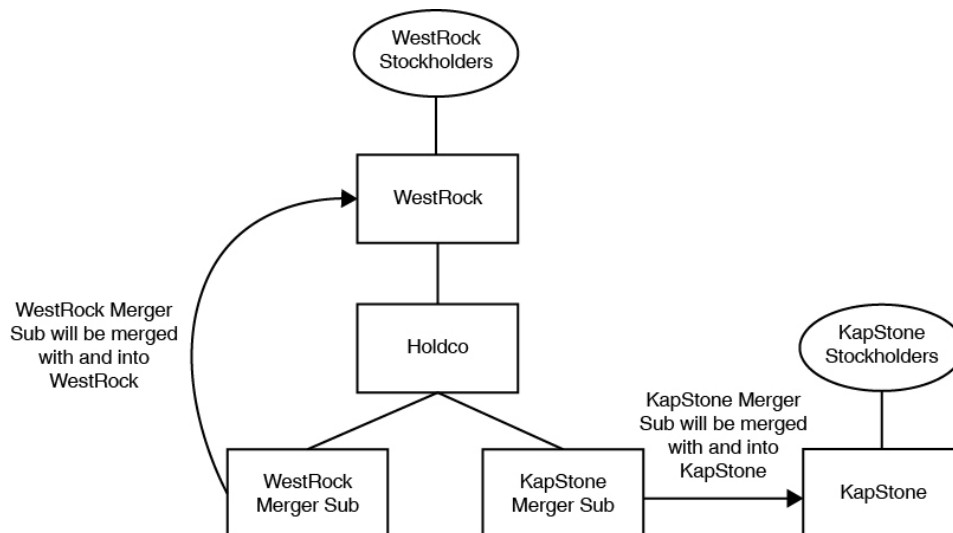 WestRock
Stockholders
WestRock
WestRock Merger
Sub will be merged
with and into
WestRock
Holdco
KapStone
Stockholders
KapStone Merger
Sub will be merged
with and into
KapStone
WestRock
Merger Sub
KapStone
Merger Sub
KapStone